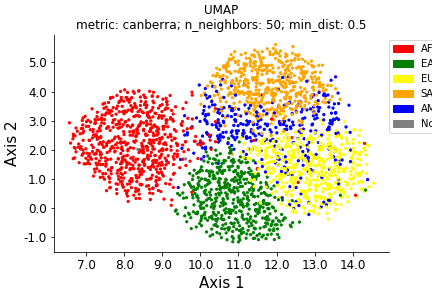 UMAP
metric: canberra; n_neighbors: 50; min_dist: 0.5
Axis 2
5.0
4.0
3.0
2.0
1.0
0.0
-1.0
7.0 8.0 9.0 10.0 11.0 12.0 13.0 14.0
Axis 1
AF
EA
EU
SA
AM